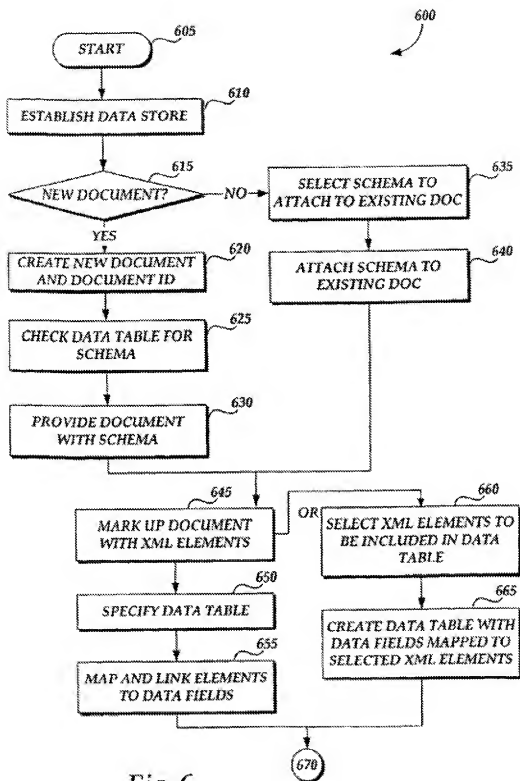 600
605
START
610
ESTABLISH DATA STORE
615
NEW DOCUMENT?
NO
YES
635
SELECT SCHEMA TO
ATTACH TO EXISTING DOC
620
CREATE NEW DOCUMENT
AND DOCUMENT ID
640
ATTACH SCHEMA TO
EXISTING DOC
625
CHECK DATA TABLE FOR
SCHEMA
630
PROVIDE DOCUMENT
WITH SCHEMA
645
MARK UP DOCUMENT
WITH XML ELEMENTS
OR
660
SELECT XML ELEMENTS TO
BE INCLUDED IN DATA
TABLE
650
SPECIFY DATA TABLE
665
CREATE DATA TABLE WITH
DATA FIELDS MAPPED TO
SELECTED XML ELEMENTS
655
MAP AND LINK ELEMENTS
TO DATA FIELDS
670
Fig. 6